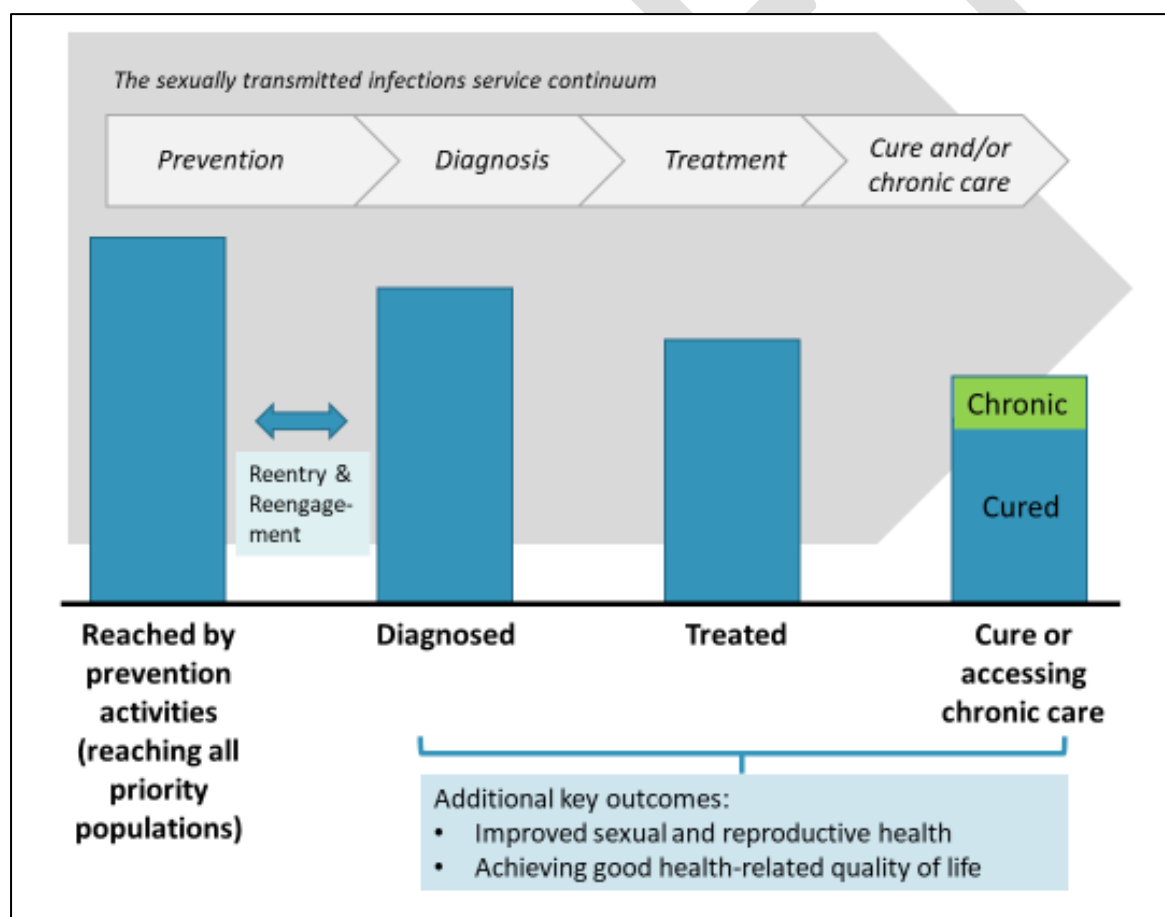 The sexually transmitted infections service continuum
Prevention
Diagnosis
Treatment
Cure and/or
chronic care
Reentry &
Reengage-
ment
Chronic
Cured
Reached by
prevention
activities
(reaching all
priority
populations)
Diagnosed
Treated
Cure or
accessing
chronic care
Additional key outcomes:
• Improved sexual and reproductive health
• Achieving good health-related quality of life